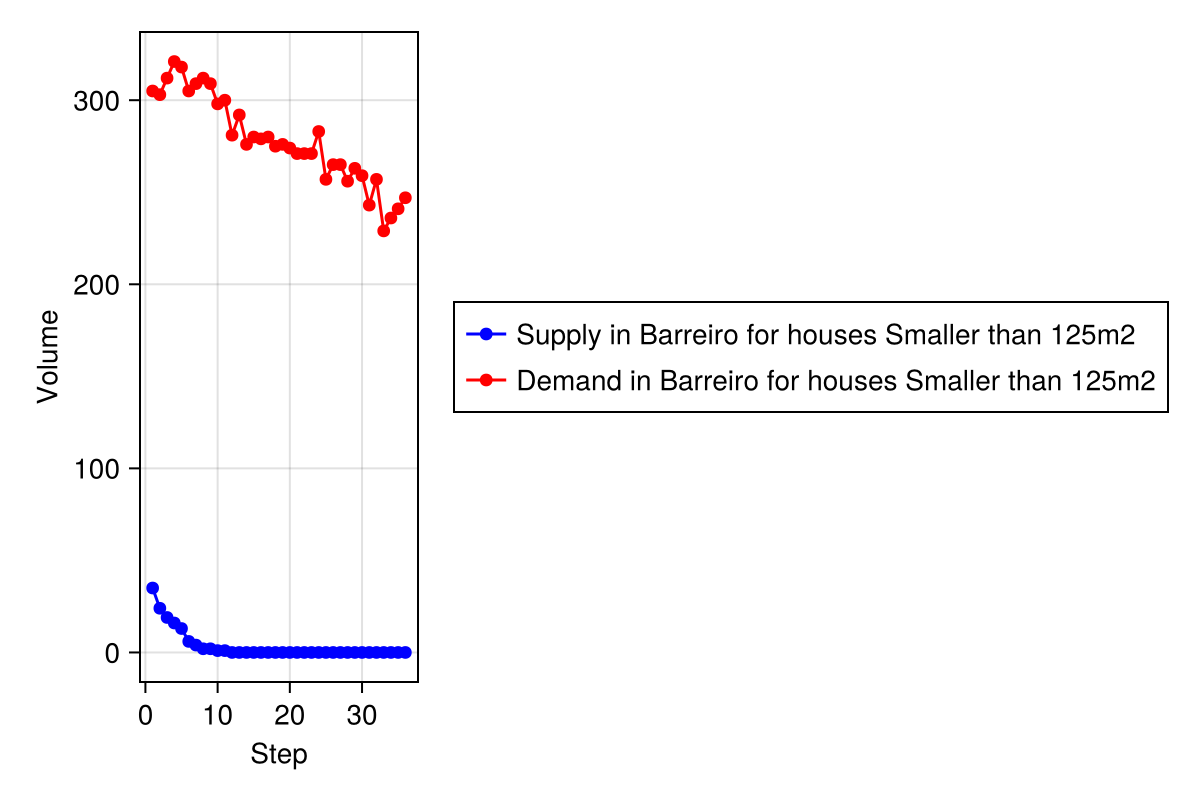 300
200
100
0
Volume
0 10 20 30
Step
Supply in Barreiro for houses Smaller than 125m2
Demand in Barreiro for houses Smaller than 125m2